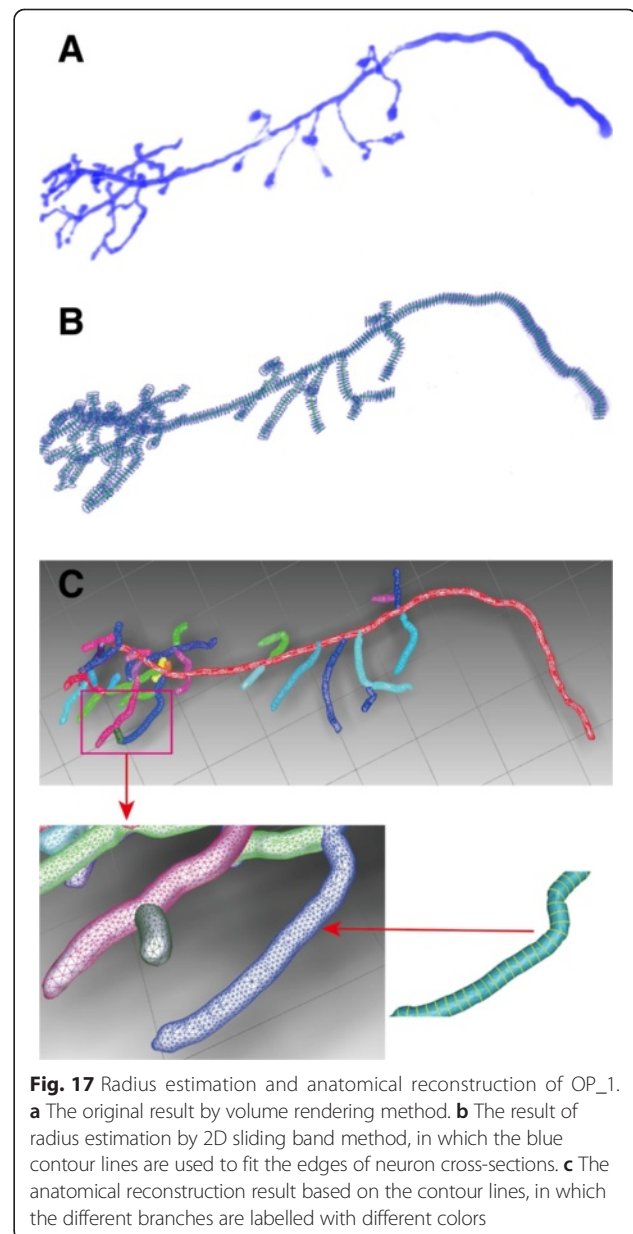 A
B
C
Fig. 17 Radius estimation and anatomical reconstruction of OP_1.
a The original result by volume rendering method. b The result of
radius estimation by 2D sliding band method, in which the blue
contour lines are used to fit the edges of neuron cross-sections. c The
anatomical reconstruction result based on the contour lines, in which
the different branches are labelled with different colors